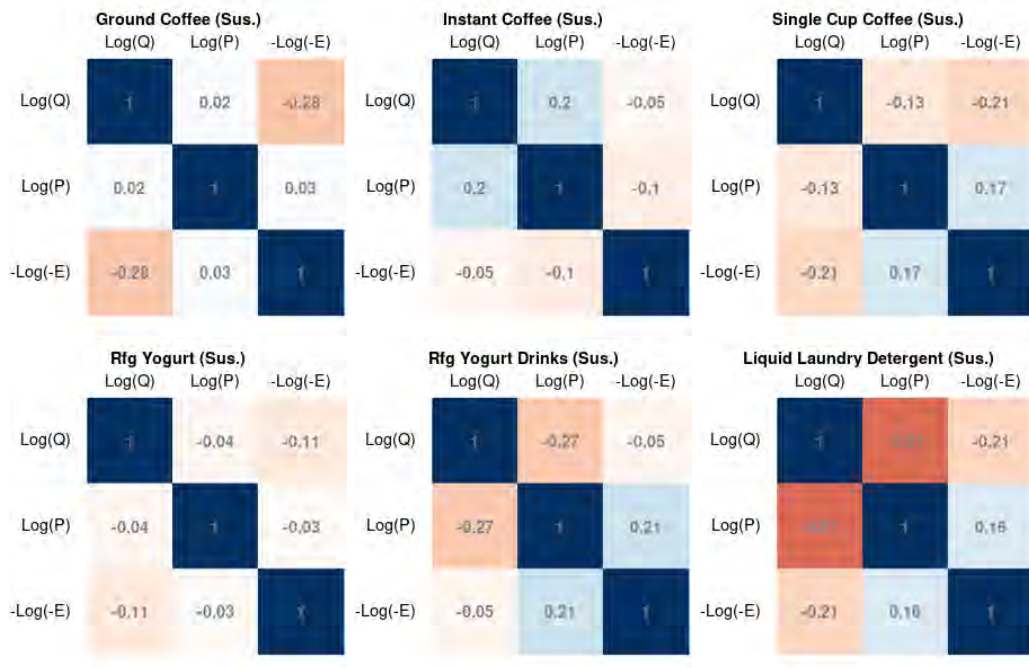 Ground Coffee (Sus.) Instant Coffee (Sus.) Single Cup Coffee (Sus.)
Log(Q) Log(P) -Log(-E) Log(Q) Log(P) -Log(-E) Log(Q) Log(P) -Log(-E)
Log(Q) 1 0.02 -0.28 Log(Q) 1 0.2 -0.05 Log(Q) 1 -0.13 -0.21
Log(P) 0.02 1 0.03 Log(P) 0.2 1 -0.1 Log(P) -0.13 1 0.17
-Log(-E) -0.28 0.03 1 -Log(-E) -0.05 -0.1 1 -Log(-E) -0.21 0.17 1
Rfg Yogurt (Sus.) Rfg Yogurt Drinks (Sus.) Liquid Laundry Detergent (Sus.)
Log(Q) Log(P) -Log(-E) Log(Q) Log(P) -Log(-E) Log(Q) Log(P) -Log(-E)
Log(Q) 1 -0.04 -0.11 Log(Q) 1 -0.27 -0.05 Log(Q) 1 -0.21
Log(P) -0.04 1 -0.03 Log(P) -0.27 1 0.21 Log(P) 1 0.16
-Log(-E) -0.11 -0.03 1 -Log(-E) -0.05 0.21 1 -Log(-E) -0.21 0.16 1